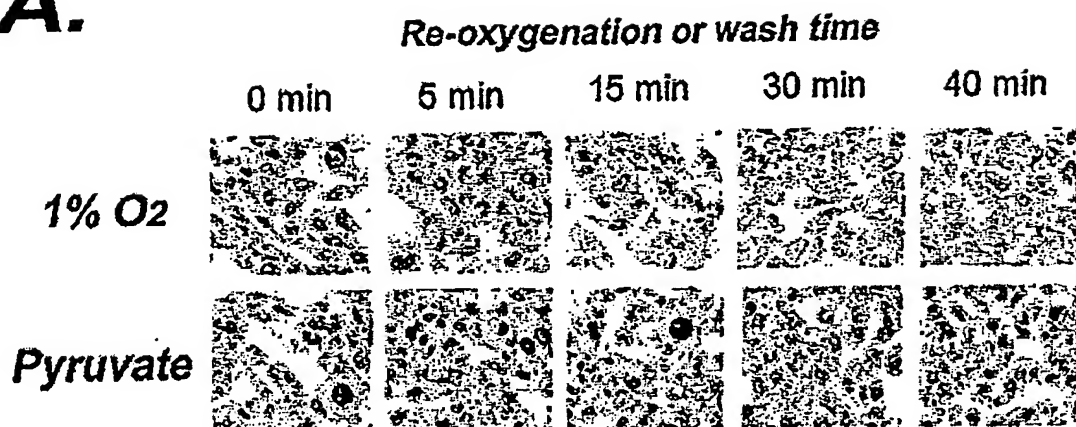 A.
Re-oxygenation or wash time
0 min 5 min 15 min 30 min 40 min
1% O2
Pyruvate